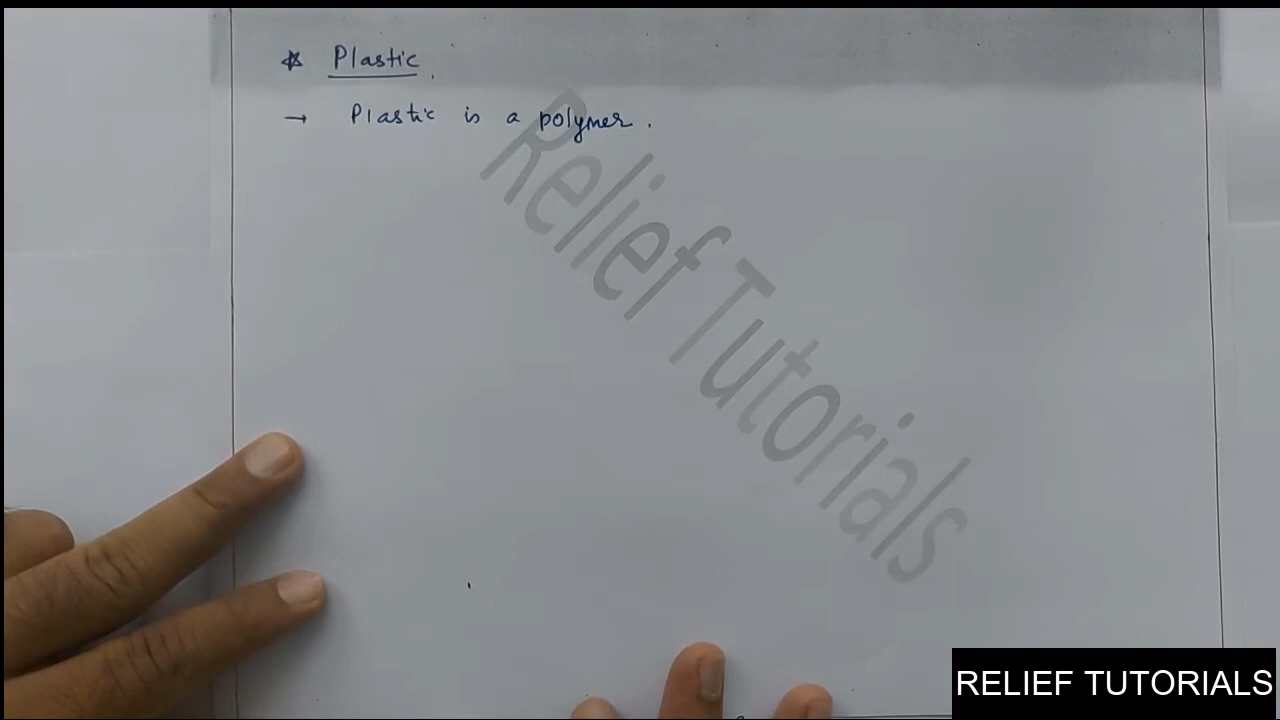 * Plastic.
→ Plastic is a polymer.
Relief Tutorials
RELIEF TUTORIALS